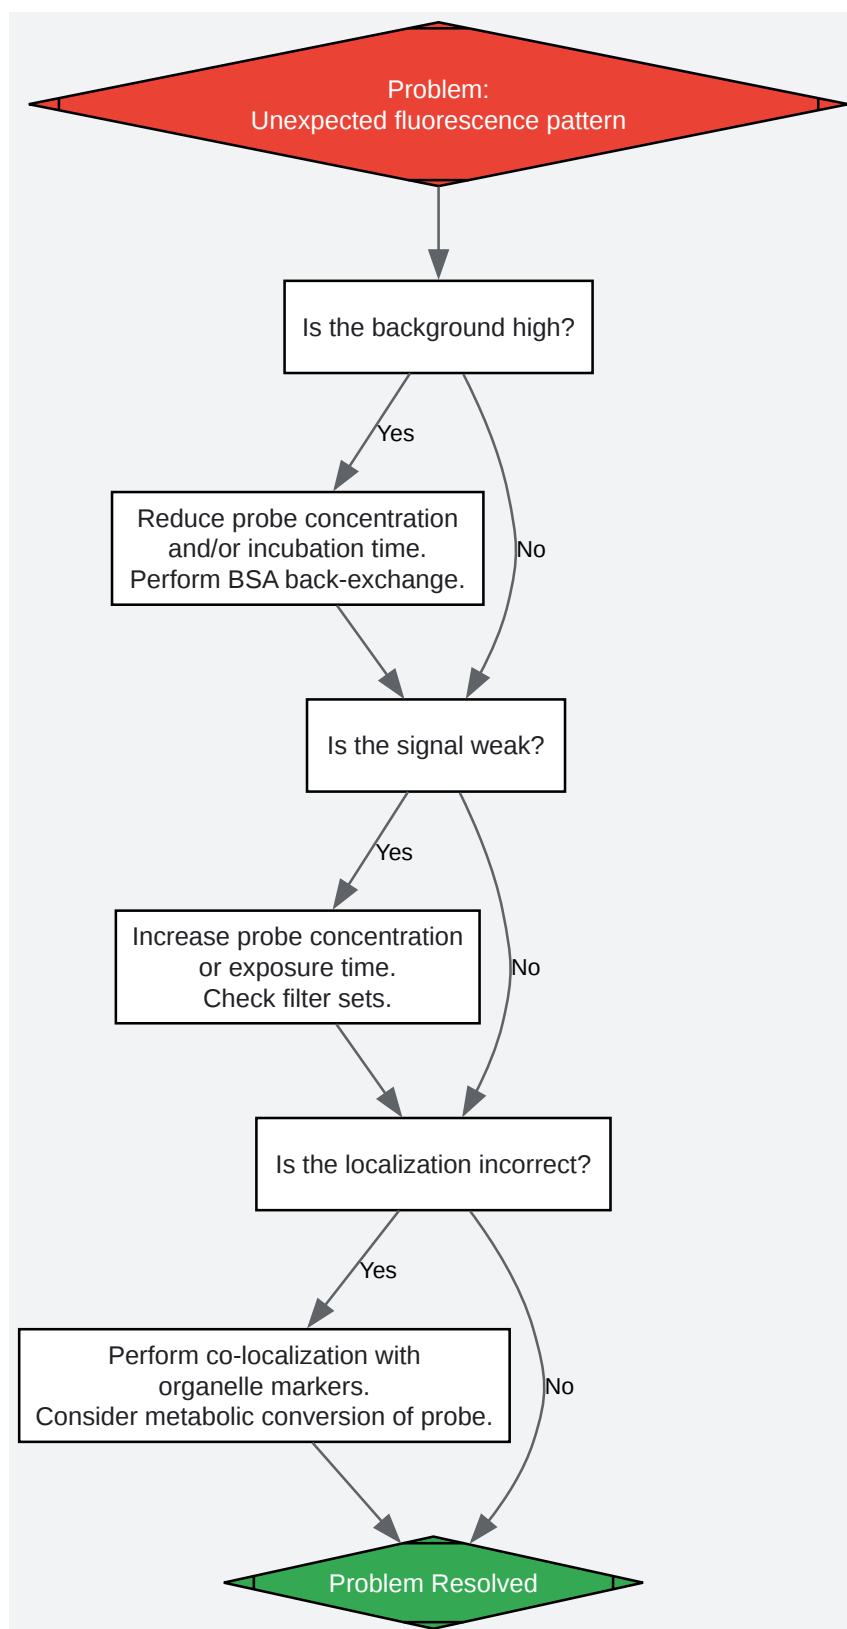 Problem:
Unexpected fluorescence pattern
Is the background high?
Yes
No
Reduce probe concentration
and/or incubation time.
Perform BSA back-exchange.
Is the signal weak?
Yes
No
Increase probe concentration
or exposure time.
Check filter sets.
Is the localization incorrect?
Yes
No
Perform co-localization with
organelle markers.
Consider metabolic conversion of probe.
Problem Resolved